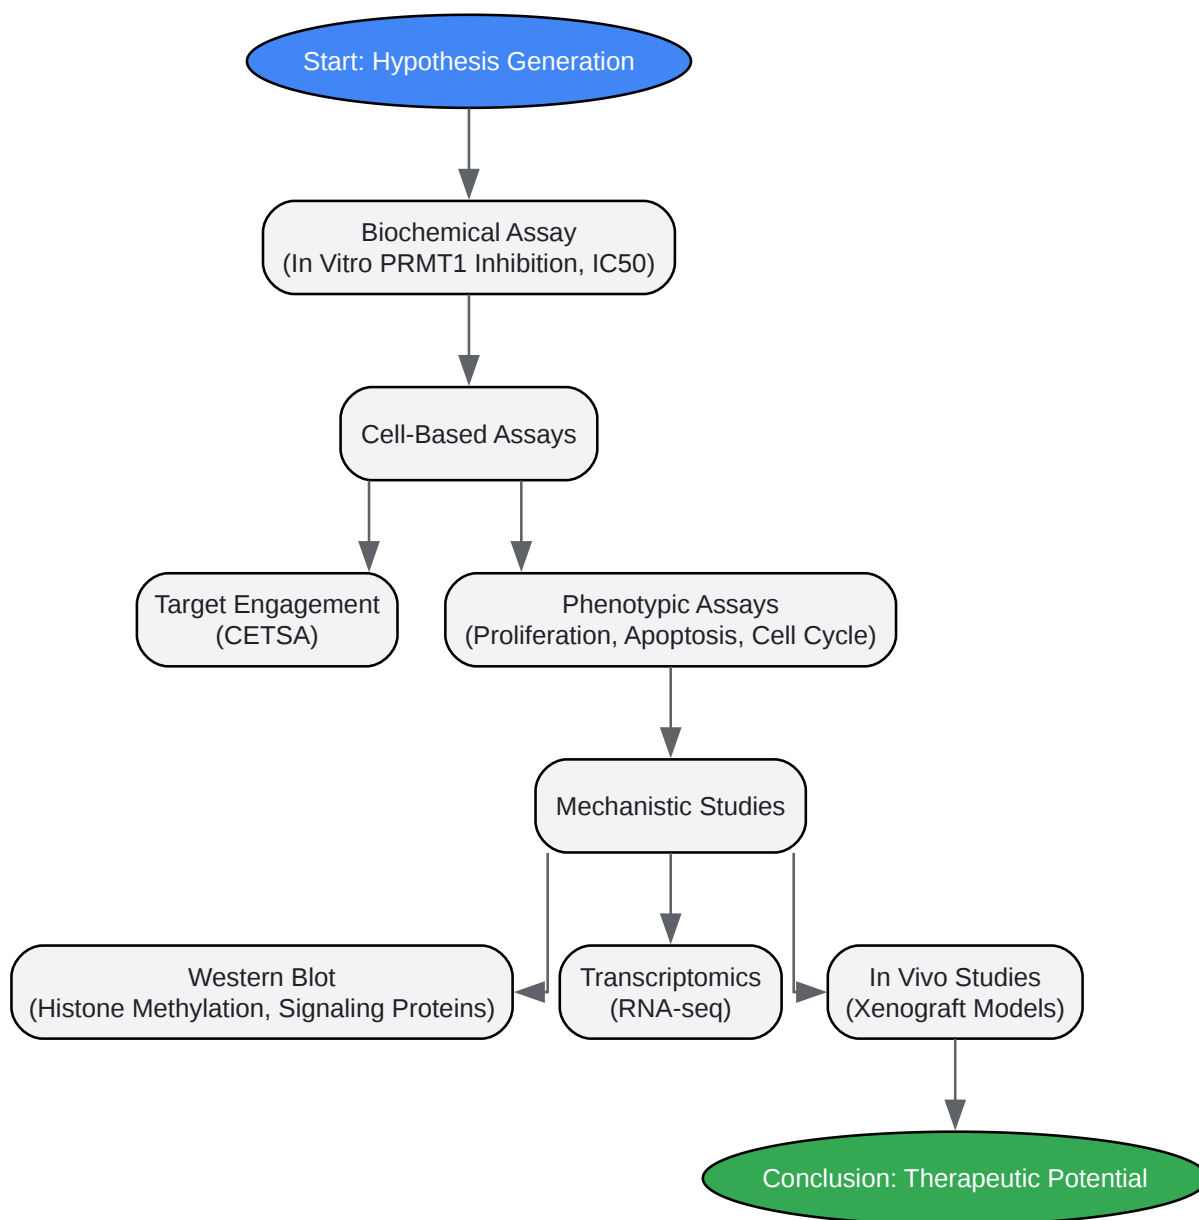 Start: Hypothesis Generation
Biochemical Assay
(In Vitro PRMT1 Inhibition, IC50)
Cell-Based Assays
Target Engagement
(CETSA)
Phenotypic Assays
(Proliferation, Apoptosis, Cell Cycle)
Mechanistic Studies
Western Blot
(Histone Methylation, Signaling Proteins)
Transcriptomics
(RNA-seq)
In Vivo Studies
(Xenograft Models)
Conclusion: Therapeutic Potential